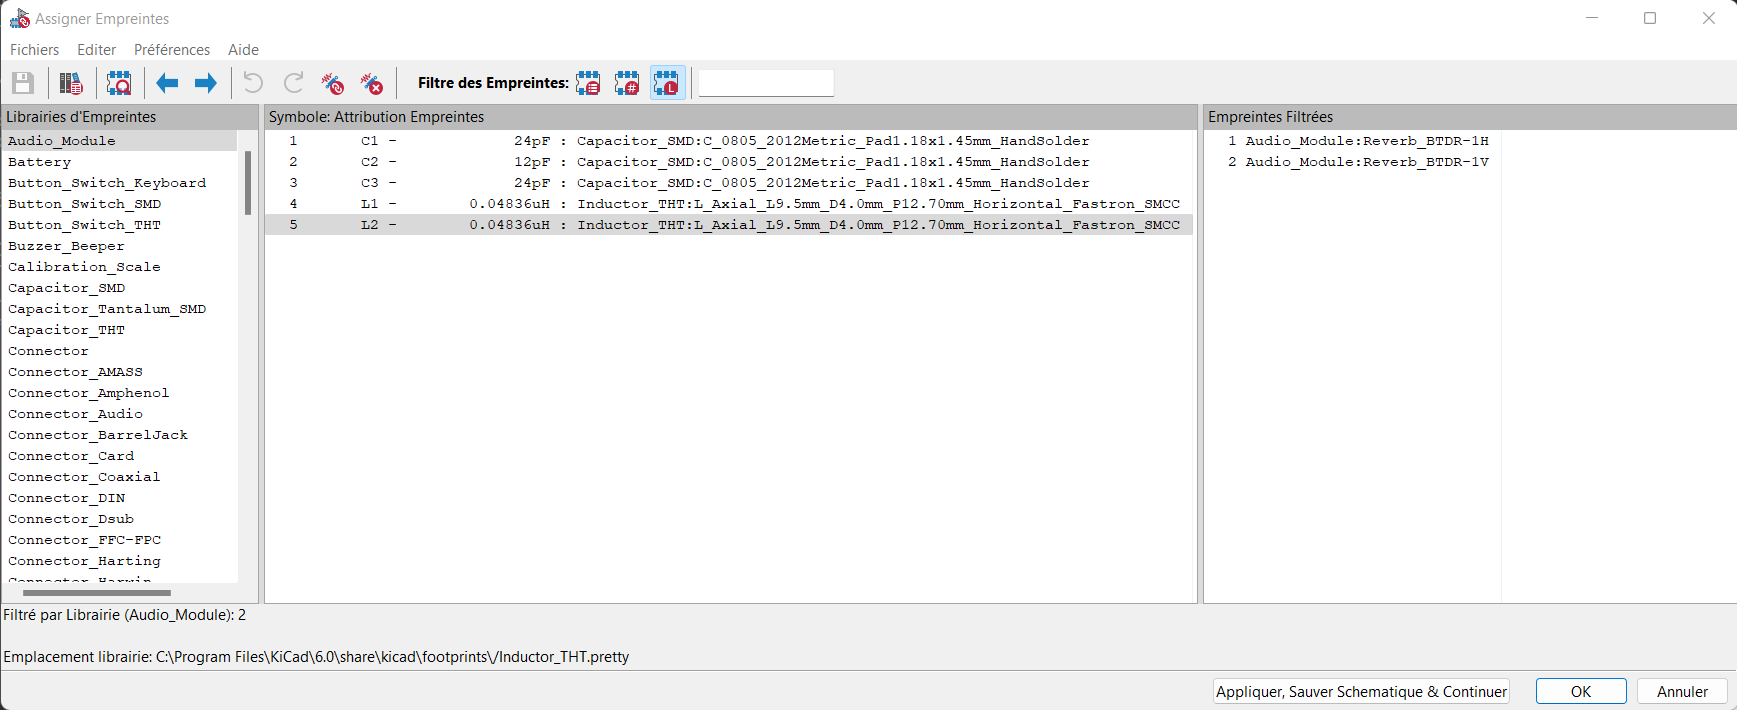 Assigner Empreintes
Fichiers Editer Préférences Aide
Filtre des Empreintes:
Librairies d'Empreintes
Audio_Module
Battery
Button_Switch_Keyboard
Button_Switch_SMD
Button_Switch_THT
Buzzer_Beeper
Calibration_Scale
Capacitor_SMD
Capacitor_Tantalum_SMD
Capacitor_THT
Connector
Connector_AMASS
Connector_Amphenol
Connector_Audio
Connector_BarrelJack
Connector_Card
Connector_Coaxial
Connector_DIN
Connector_Dsub
Connector_FFC-FPC
Connector_Harting
Connector_Harwin
Symbole: Attribution Empreintes
1 C1 - 24pF : Capacitor_SMD:C_0805_2012Metric_Pad1.18x1.45mm_HandSolder
2 C2 - 12pF : Capacitor_SMD:C_0805_2012Metric_Pad1.18x1.45mm_HandSolder
3 C3 - 24pF : Capacitor_SMD:C_0805_2012Metric_Pad1.18x1.45mm_HandSolder
4 L1 - 0.04836uH : Inductor_THT:L_Axial_L9.5mm_D4.0mm_P12.70mm_Horizontal_Fastron_SMCC
5 L2 - 0.04836uH : Inductor_THT:L_Axial_L9.5mm_D4.0mm_P12.70mm_Horizontal_Fastron_SMCC
Empreintes Filtrées
1 Audio_Module:Reverb_BTDR-1H
2 Audio_Module:Reverb_BTDR-1V
Filtré par Librairie (Audio_Module): 2
Emplacement librairie: C:\Program Files\KiCad\6.0\share\kicad\footprints\/Inductor_THT.pretty
Appliquer, Sauver Schematique & Continuer OK Annuler